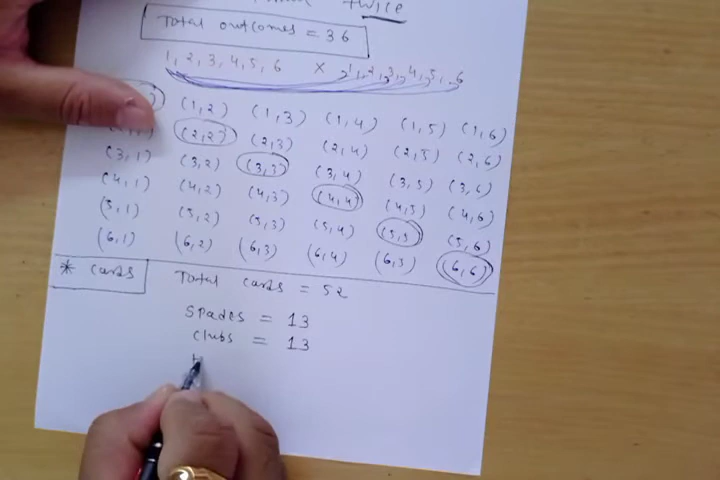 twice
Total outcomes = 36
1, 2, 3, 4, 5, 6 × 1, 2, 3, 4, 5, 6
(1,2) (1,3) (1,4) (1,5) (1,6)
(2,2) (2,3) (2,4) (2,5) (2,6)
(3,1) (3,2) (3,3) (3,4) (3,5) (3,6)
(4,1) (4,2) (4,3) (4,4) (4,5) (4,6)
(5,1) (5,2) (5,3) (5,4) (5,5) (5,6)
(6,1) (6,2) (6,3) (6,4) (6,5) (6,6)
* cards Total cards = 52
Spades = 13
Clubs = 13